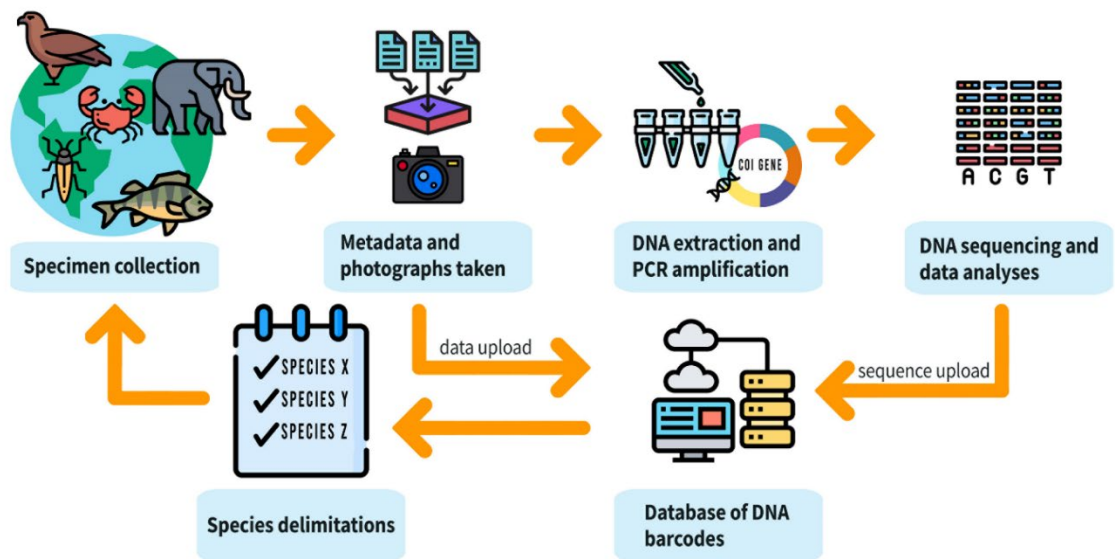 COI GENE
A C G T
Specimen collection
Metadata and
photographs taken
DNA extraction and
PCR amplification
DNA sequencing and
data analyses
data upload
sequence upload
SPECIES X
SPECIES Y
SPECIES Z
Species delimitations
Database of DNA
barcodes